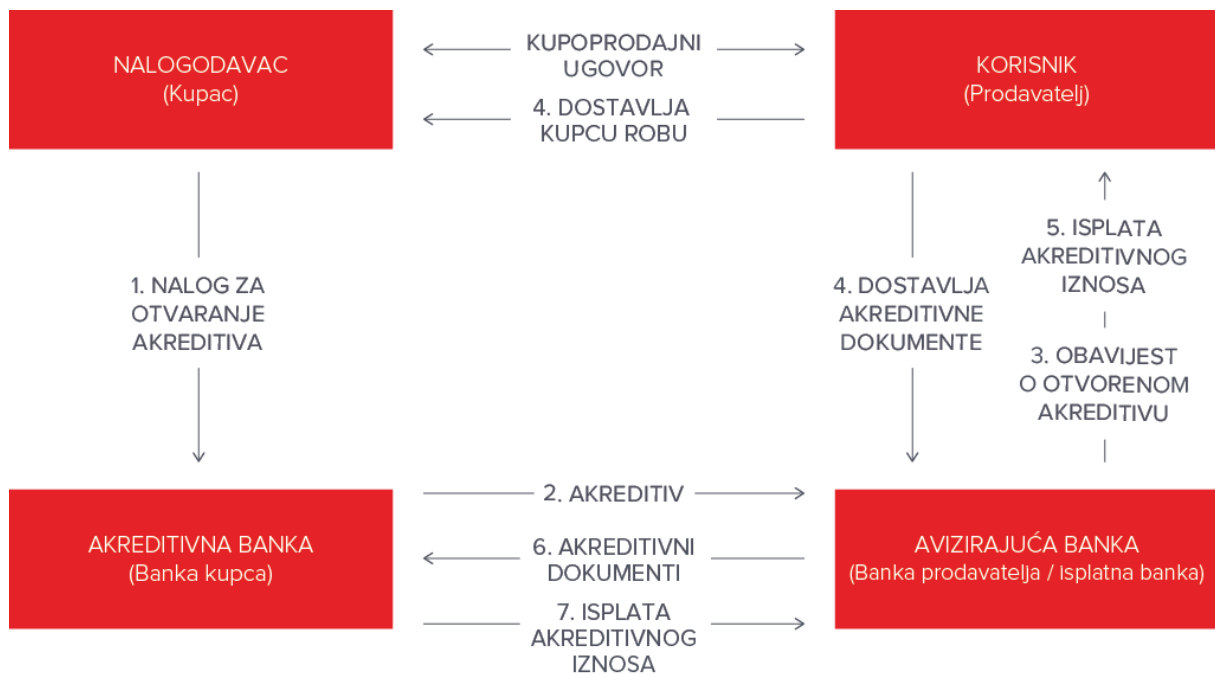 NALOGODAVAC
(Kupac)
KUPOPRODAJNI
UGOVOR
4. DOSTAVLJA
KUPCU ROBU
KORISNIK
(Prodavatelj)
1. NALOG ZA
OTVARANJE
AKREDITIVA
4. DOSTAVLJA
AKREDITIVNE
DOKUMENTE
5. ISPLATA
AKREDITIVNOG
IZNOSA
3. OBAVIJEST
O OTVORENOM
AKREDITIVU
AKREDITIVNA BANKA
(Banka kupca)
2. AKREDITIV
6. AKREDITIVNI
DOKUMENTI
7. ISPLATA
AKREDITIVNOG
IZNOSA
AVIZIRAJUĆA BANKA
(Banka prodavatelja / isplatna banka)